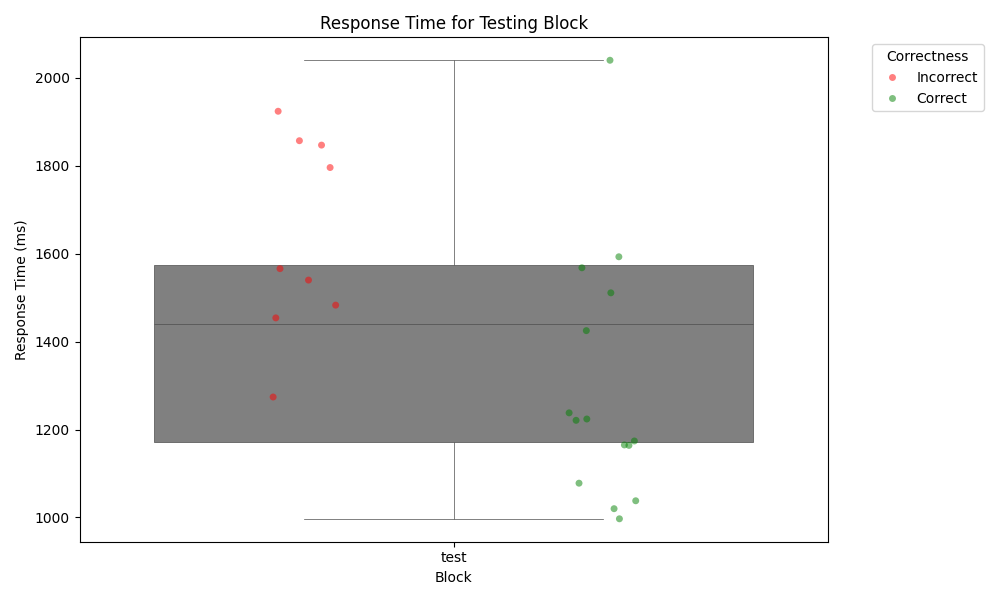 Response Time for Testing Block
Correctness
Incorrect
Correct
Response Time (ms)
2000
1800
1600
1400
1200
1000
test
Block